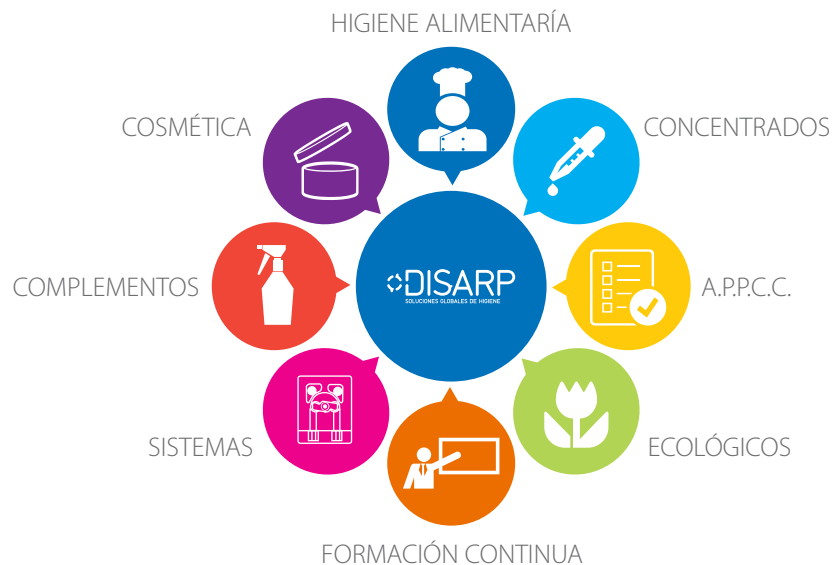 HIGIENE ALIMENTARÍA
COSMÉTICA
CONCENTRADOS
COMPLEMENTOS
DISARP
SOLUCIONES GLOBALES DE HIGIENE
A.P.P.C.C.
SISTEMAS
ECOLÓGICOS
FORMACIÓN CONTINUA